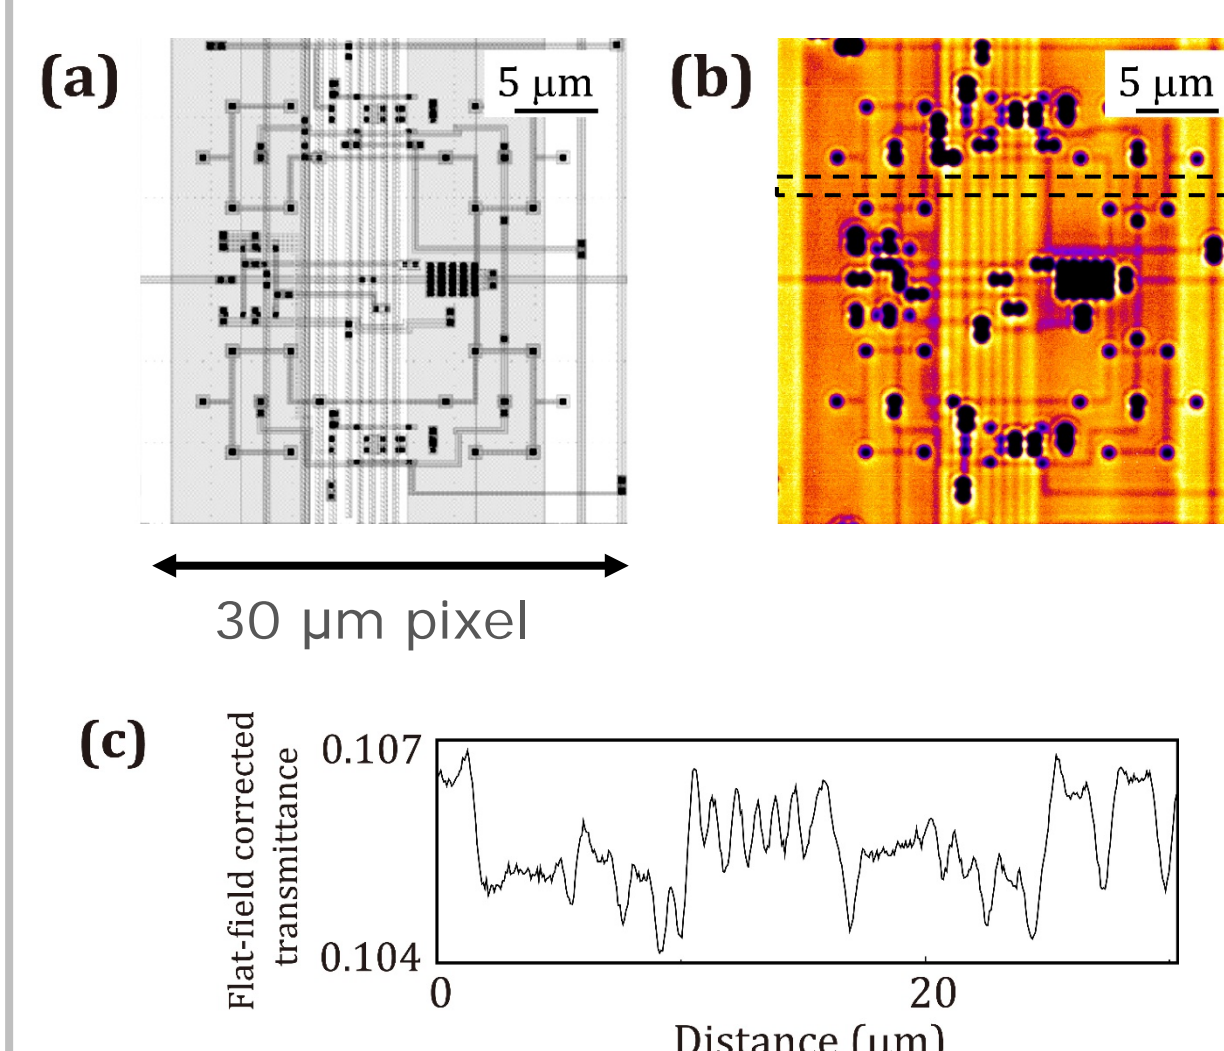 (a)
5 μm
(b)
5 μm
30 μm pixel
(c)
Flat-field corrected
transmittance
0.107
0.104
0
20
Distance (μm)